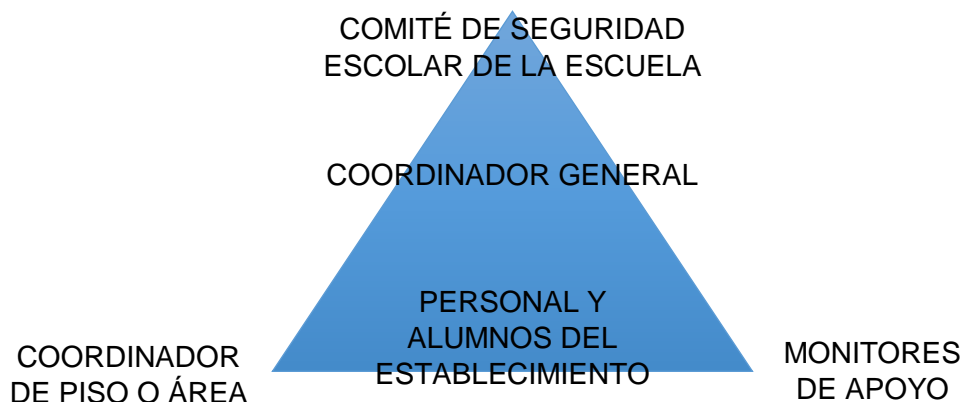 COMITÉ DE SEGURIDAD
ESCOLAR DE LA ESCUELA
COORDINADOR GENERAL
PERSONAL Y
ALUMNOS DEL
ESTABLECIMIENTO
COORDINADOR
DE PISO O ÁREA
MONITORES
DE APOYO